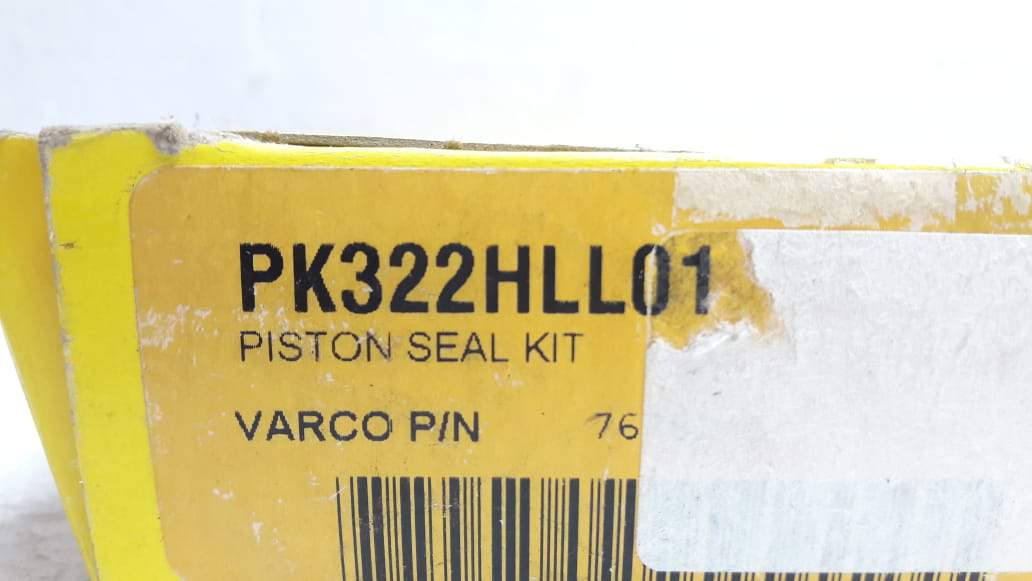 PK322HLL01
PISTON SEAL KIT
VARCO P/N 76